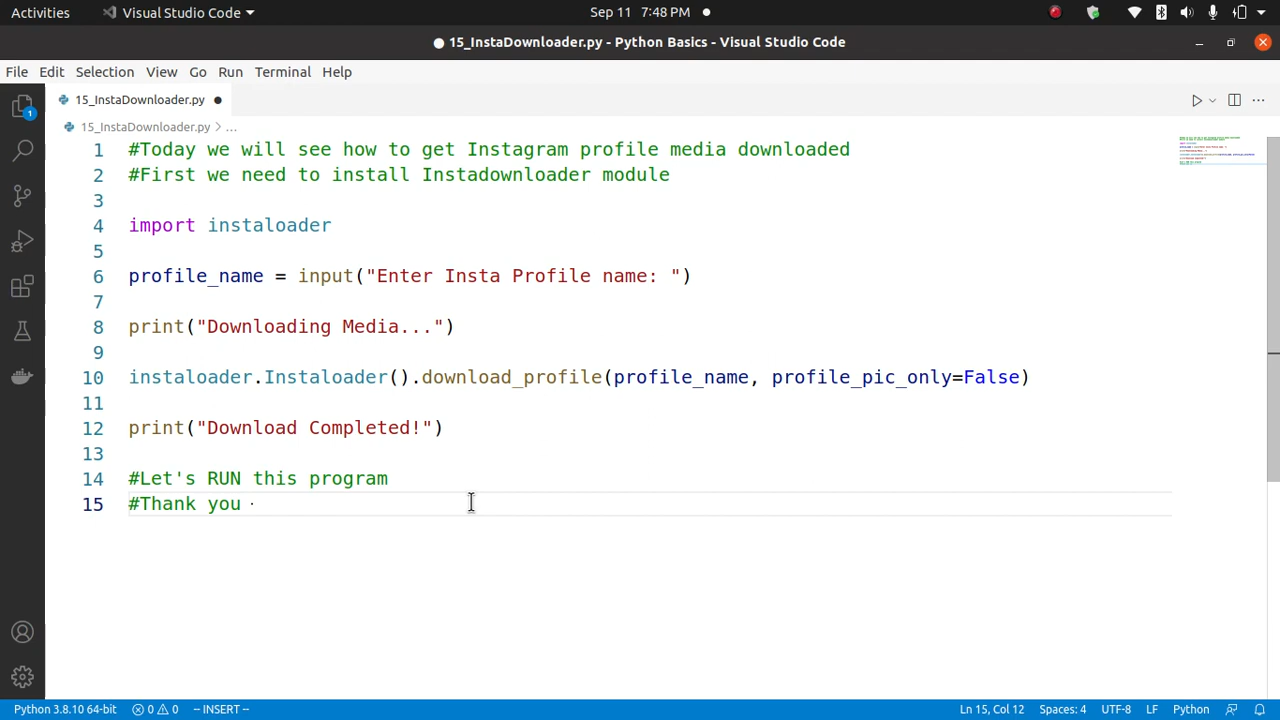 Activities Visual Studio Code Sep 11 7:48 PM
15_InstaDownloader.py - Python Basics - Visual Studio Code
File Edit Selection View Go Run Terminal Help
15_InstaDownloader.py
15_InstaDownloader.py > ...
1 #Today we will see how to get Instagram profile media downloaded
2 #First we need to install Instadownloader module
3
4 import instaloader
5
6 profile_name = input("Enter Insta Profile name: ")
7
8 print("Downloading Media...")
9
10 instaloader.Instaloader().download_profile(profile_name, profile_pic_only=False)
11
12 print("Download Completed!")
13
14 #Let's RUN this program
15 #Thank you
1
Python 3.8.10 64-bit 0 0 -- INSERT -- Ln 15, Col 12 Spaces: 4 UTF-8 LF Python